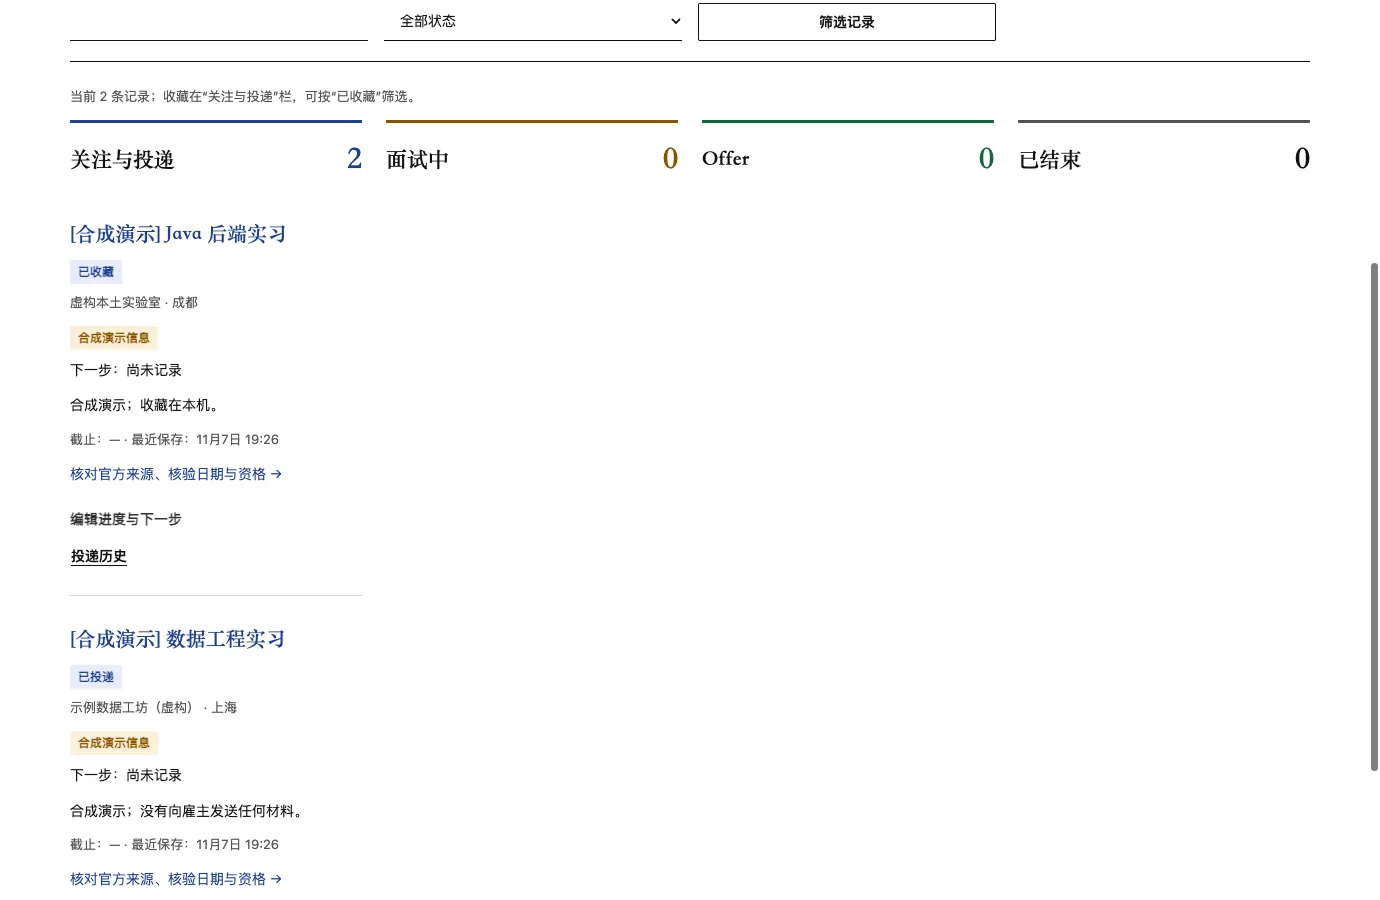 全部状态
筛选记录
当前 2 条记录；收藏在“关注与投递”栏，可按“已收藏”筛选。
关注与投递 2
面试中 0
Offer 0
已结束 0
[合成演示] Java 后端实习
已收藏
虚构本土实验室 · 成都
合成演示信息
下一步：尚未记录
合成演示；收藏在本机。
截止：— · 最近保存：11月7日 19:26
核对官方来源、核验日期与资格 →
编辑进度与下一步
投递历史
[合成演示] 数据工程实习
已投递
示例数据工坊（虚构） · 上海
合成演示信息
下一步：尚未记录
合成演示；没有向雇主发送任何材料。
截止：— · 最近保存：11月7日 19:26
核对官方来源、核验日期与资格 →